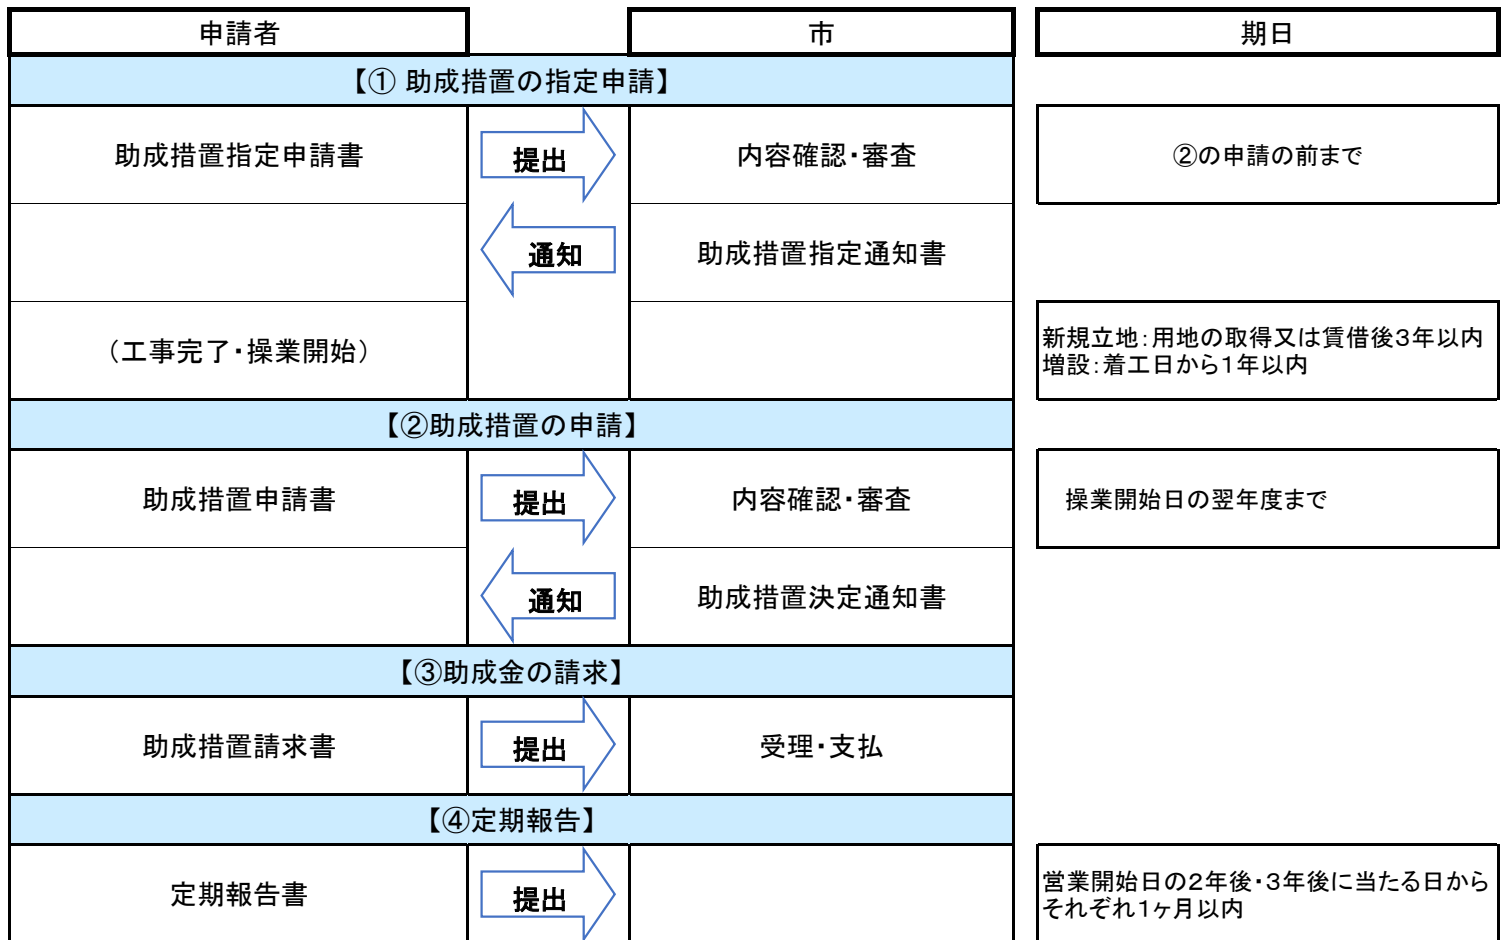 申請者
市
期日
【① 助成措置の指定申請】
助成措置指定申請書
提出
内容確認・審査
②の申請の前まで
通知
助成措置指定通知書
（工事完了・操業開始）
新規立地：用地の取得又は賃借後３年以内
増設：着工日から１年以内
【②助成措置の申請】
助成措置申請書
提出
内容確認・審査
操業開始日の翌年度まで
通知
助成措置決定通知書
【③助成金の請求】
助成措置請求書
提出
受理・支払
【④定期報告】
定期報告書
提出
営業開始日の２年後・３年後に当たる日から
それぞれ１ヶ月以内